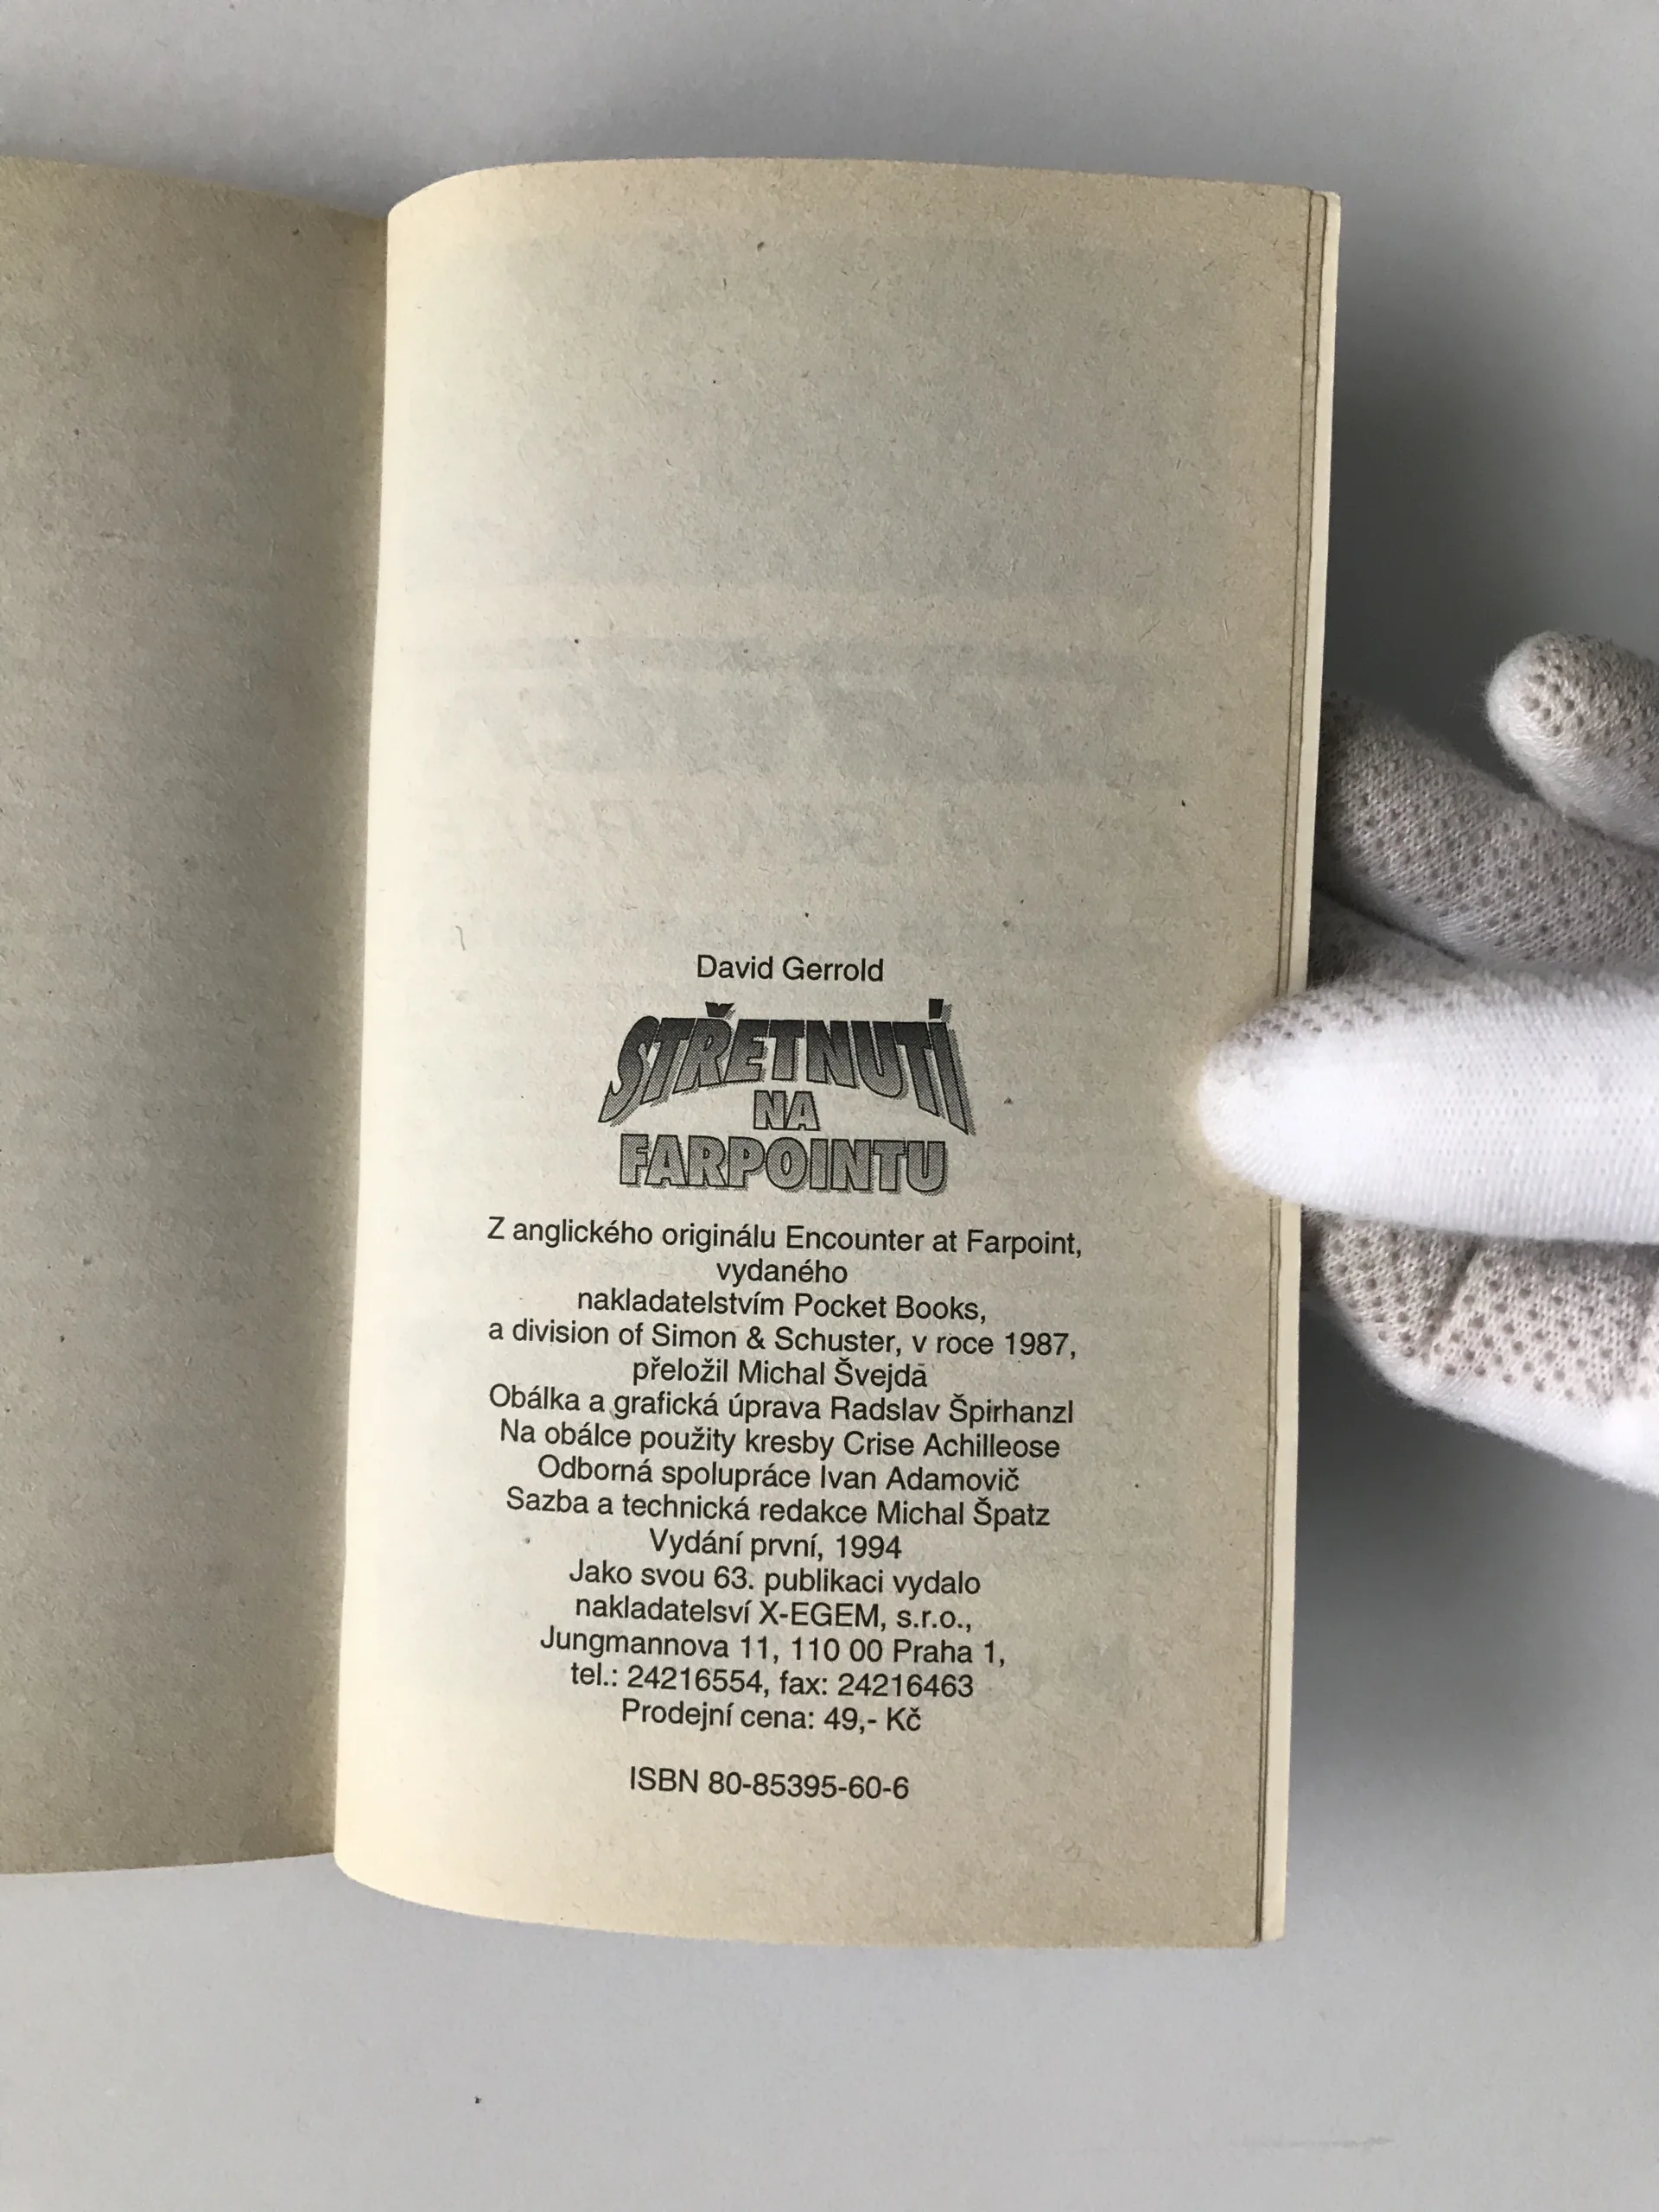 David Gerrold
STŘETNUTÍ
NA
FARPOINTU
Z anglického originálu Encounter at Farpoint,
vydaného
nakladatelstvím Pocket Books,
a division of Simon & Schuster, v roce 1987,
přeložil Michal Švejda
Obálka a grafická úprava Radslav Špirhanzl
Na obálce použity kresby Crise Achilleose
Odborná spolupráce Ivan Adamovič
Sazba a technická redakce Michal Špatz
Vydání první, 1994
Jako svou 63. publikaci vydalo
nakladatelsví X-EGEM, s.r.o.,
Jungmannova 11, 110 00 Praha 1,
tel.: 24216554, fax: 24216463
Prodejní cena: 49,- Kč
ISBN 80-85395-60-6